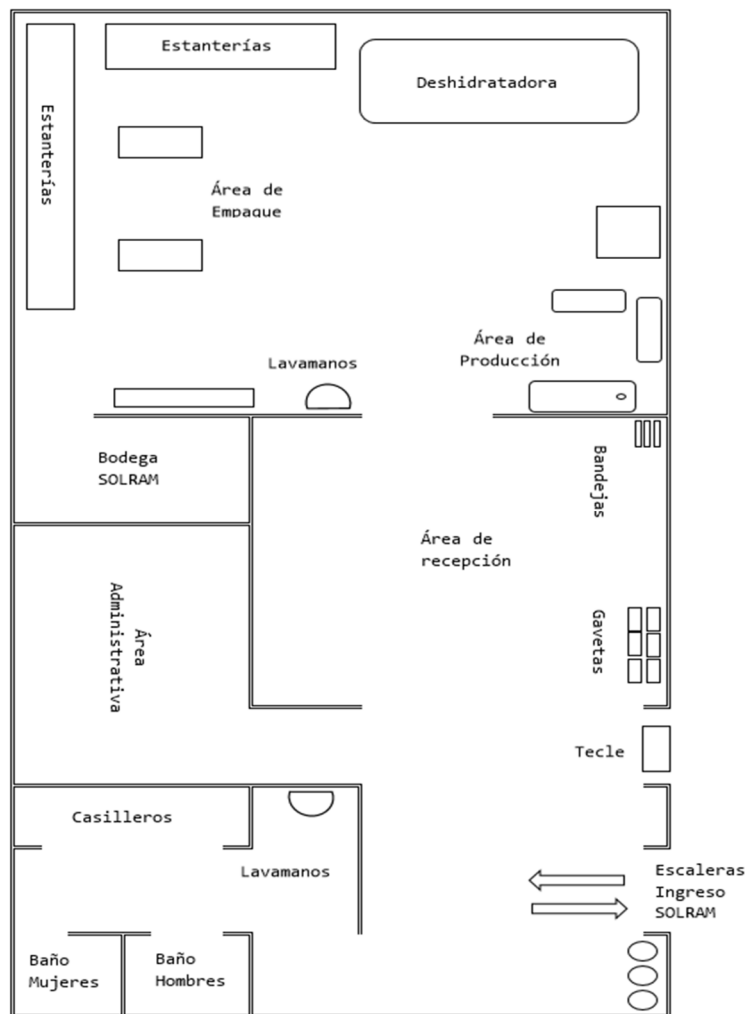 Estanterías
Deshidratadora
Estanterías
Área de
Empaque
Área de
Producción
Lavamanos
Bodega
SOLRAM
Bandejas
Área de
recepción
Área
Administrativa
Gavetas
Tecle
Casilleros
Lavamanos
Escaleras
Ingreso
SOLRAM
Baño
Mujeres
Baño
Hombres